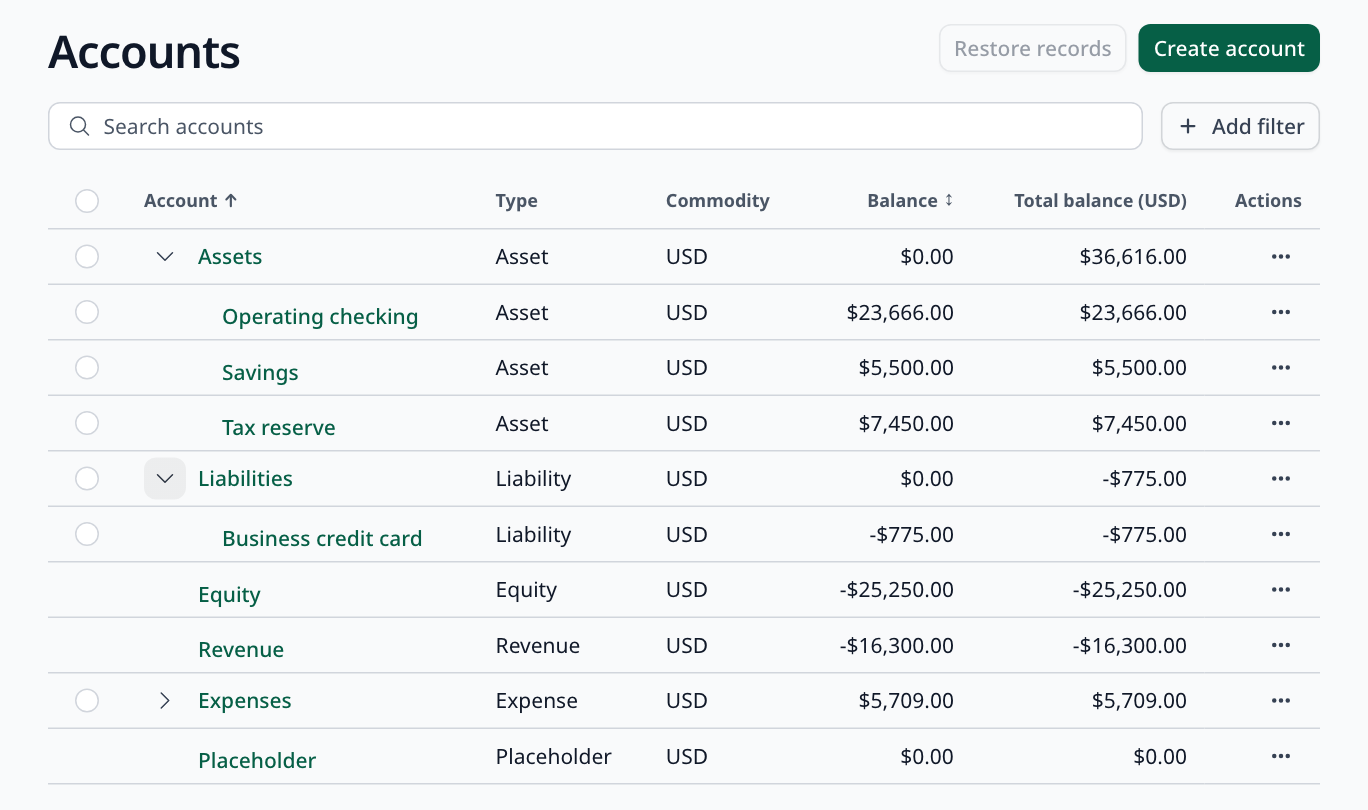 Accounts
Restore records
Create account
Search accounts
+ Add filter
Account ↑ Type Commodity Balance ↕ Total balance (USD) Actions
Assets Asset USD $0.00 $36,616.00 •••
Operating checking Asset USD $23,666.00 $23,666.00 •••
Savings Asset USD $5,500.00 $5,500.00 •••
Tax reserve Asset USD $7,450.00 $7,450.00 •••
Liabilities Liability USD $0.00 -$775.00 •••
Business credit card Liability USD -$775.00 -$775.00 •••
Equity Equity USD -$25,250.00 -$25,250.00 •••
Revenue Revenue USD -$16,300.00 -$16,300.00 •••
Expenses Expense USD $5,709.00 $5,709.00 •••
Placeholder Placeholder USD $0.00 $0.00 •••